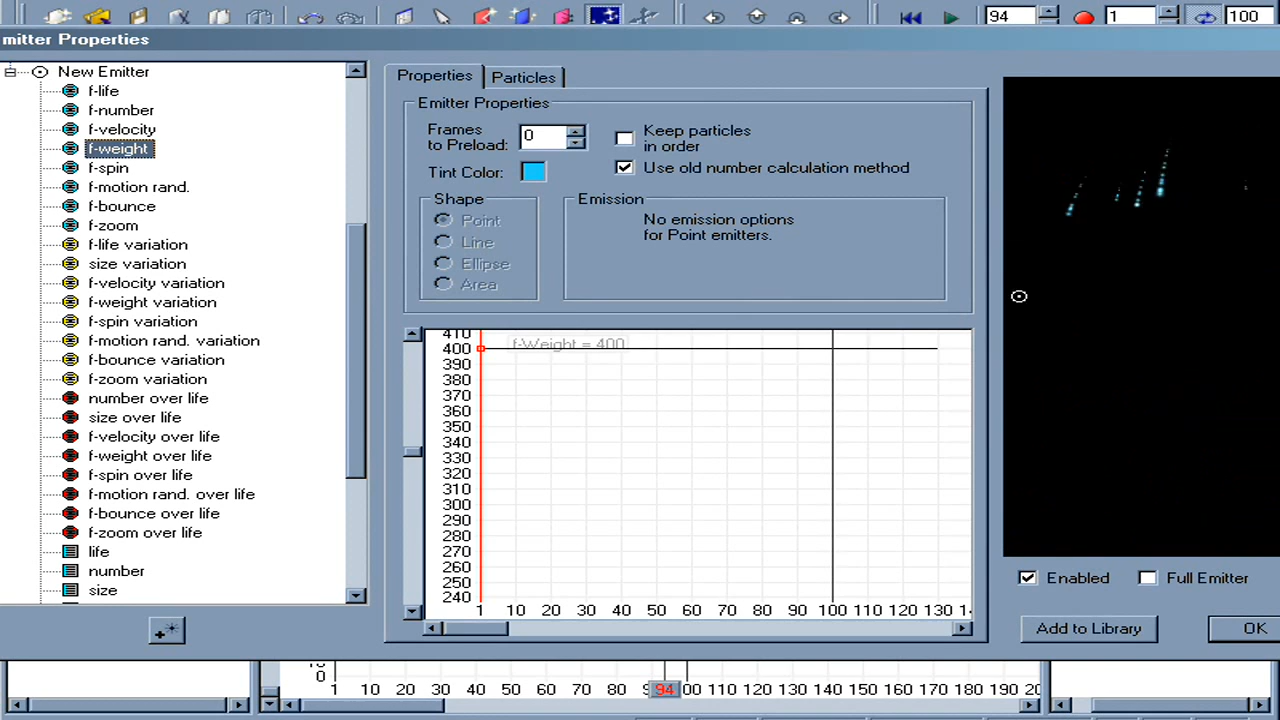 94 1 100
mitter Properties
New Emitter
f-life
f-number
f-velocity
f-weight
f-spin
f-motion rand.
f-bounce
f-zoom
f-life variation
size variation
f-velocity variation
f-weight variation
f-spin variation
f-motion rand. variation
f-bounce variation
f-zoom variation
number over life
size over life
f-velocity over life
f-weight over life
f-spin over life
f-motion rand. over life
f-bounce over life
f-zoom over life
life
number
size
Properties Particles
Emitter Properties
Frames
to Preload: 0
Keep particles
in order
Tint Color:
Use old number calculation method
Shape
Point
Line
Ellipse
Area
Emission
No emission options
for Point emitters.
f-Weight = 400
410
400
390
380
370
360
350
340
330
320
310
300
290
280
270
260
250
240
1 10 20 30 40 50 60 70 80 90 100 110 120 130
Enabled Full Emitter
Add to Library OK
0
1 10 20 30 40 50 60 70 80 94 00 110 120 130 140 150 160 170 180 190